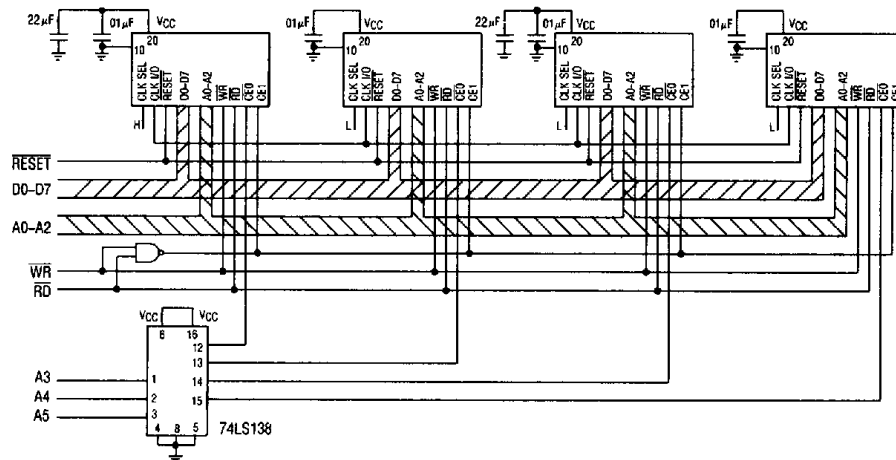 22µF 01µF VCC 01µF VCC 22µF 01µF VCC 01µF VCC
10 20 10 20 10 20 10 20
CLK SEL CLK I/O RESET D0-D7 A0-A2 WR RD CE0 CE1
CLK SEL CLK I/O RESET D0-D7 A0-A2 WR RD CE0 CE1
CLK SEL CLK I/O RESET D0-D7 A0-A2 WR RD CE0 CE1
CLK SEL CLK I/O RESET D0-D7 A0-A2 WR RD CE0 CE1
H L L L
RESET
D0-D7
A0-A2
WR
RD
VCC VCC
6 16
12
13
A3 1 14
A4 2 15
A5 3
4 8 5
74LS138